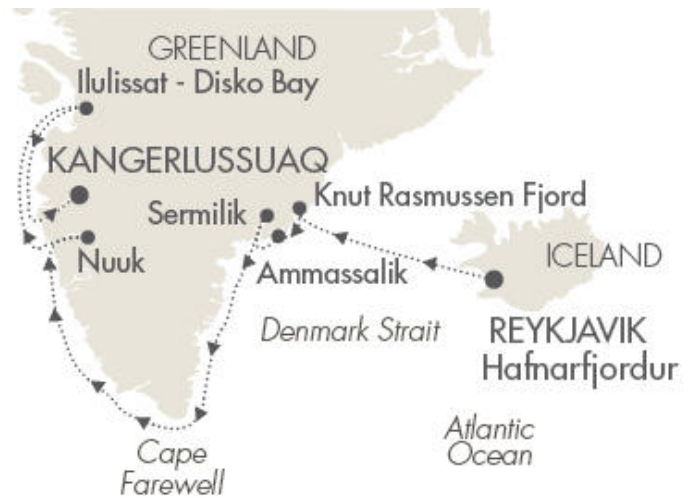 GREENLAND
Ilulissat - Disko Bay
KANGERLUSSUAQ
Knut Rasmussen Fjord
Sermilik
ICELAND
Nuuk
Ammassalik
Denmark Strait
REYKJAVIK
Hafnarfjordur
Atlantic
Ocean
Cape
Farewell